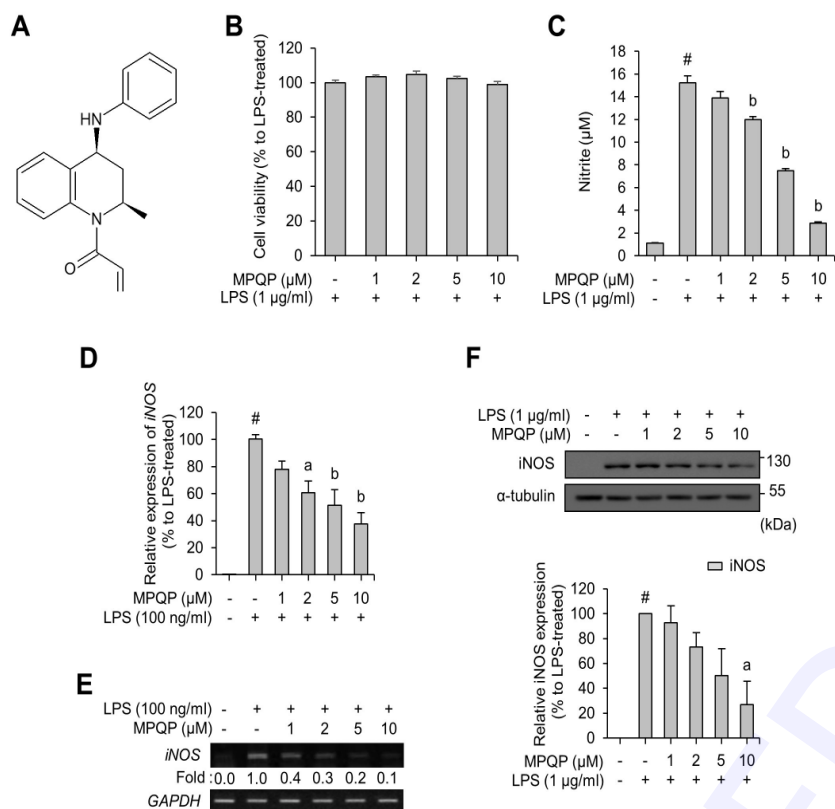 A
HN
N
O
B
Cell viability (% to LPS-treated)
120
100
80
60
40
20
0
MPQP (µM) - 1 2 5 10
LPS (1 µg/ml) + + + + +
C
Nitrite (µM)
18
16
14
12
10
8
6
4
2
0
# b b b
MPQP (µM) - - 1 2 5 10
LPS (1 µg/ml) - + + + + +
D
Relative expression of iNOS
(% to LPS-treated)
120
100
80
60
40
20
0
# a b b
MPQP (µM) - - 1 2 5 10
LPS (100 ng/ml) - + + + + +
E
LPS (100 ng/ml) - + + + + +
MPQP (µM) - - 1 2 5 10
iNOS
Fold : 0.0 1.0 0.4 0.3 0.2 0.1
GAPDH
F
LPS (1 µg/ml) - + + + + +
MPQP (µM) - - 1 2 5 10
iNOS 130
α-tubulin 55
(kDa)
iNOS
Relative iNOS expression
(% to LPS-treated)
120
100
80
60
40
20
0
# a
MPQP (µM) - - 1 2 5 10
LPS (1 µg/ml) - + + + + +